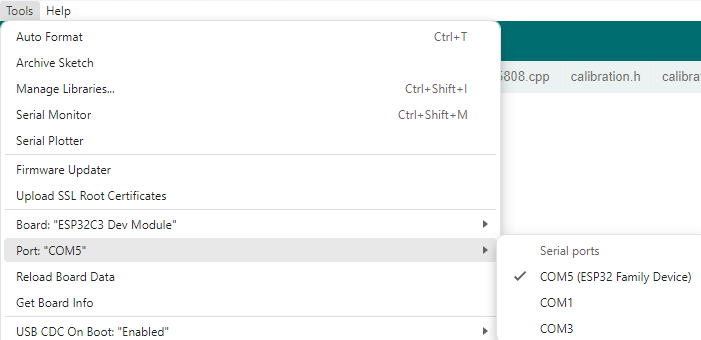 Tools Help
5808.cpp calibration.h calibra
Auto Format Ctrl+T
Archive Sketch
Manage Libraries... Ctrl+Shift+I
Serial Monitor Ctrl+Shift+M
Serial Plotter
Firmware Updater
Upload SSL Root Certificates
Board: "ESP32C3 Dev Module"
Port: "COM5"
Reload Board Data
Get Board Info
USB CDC On Boot: "Enabled"
Serial ports
COM5 (ESP32 Family Device)
COM1
COM3